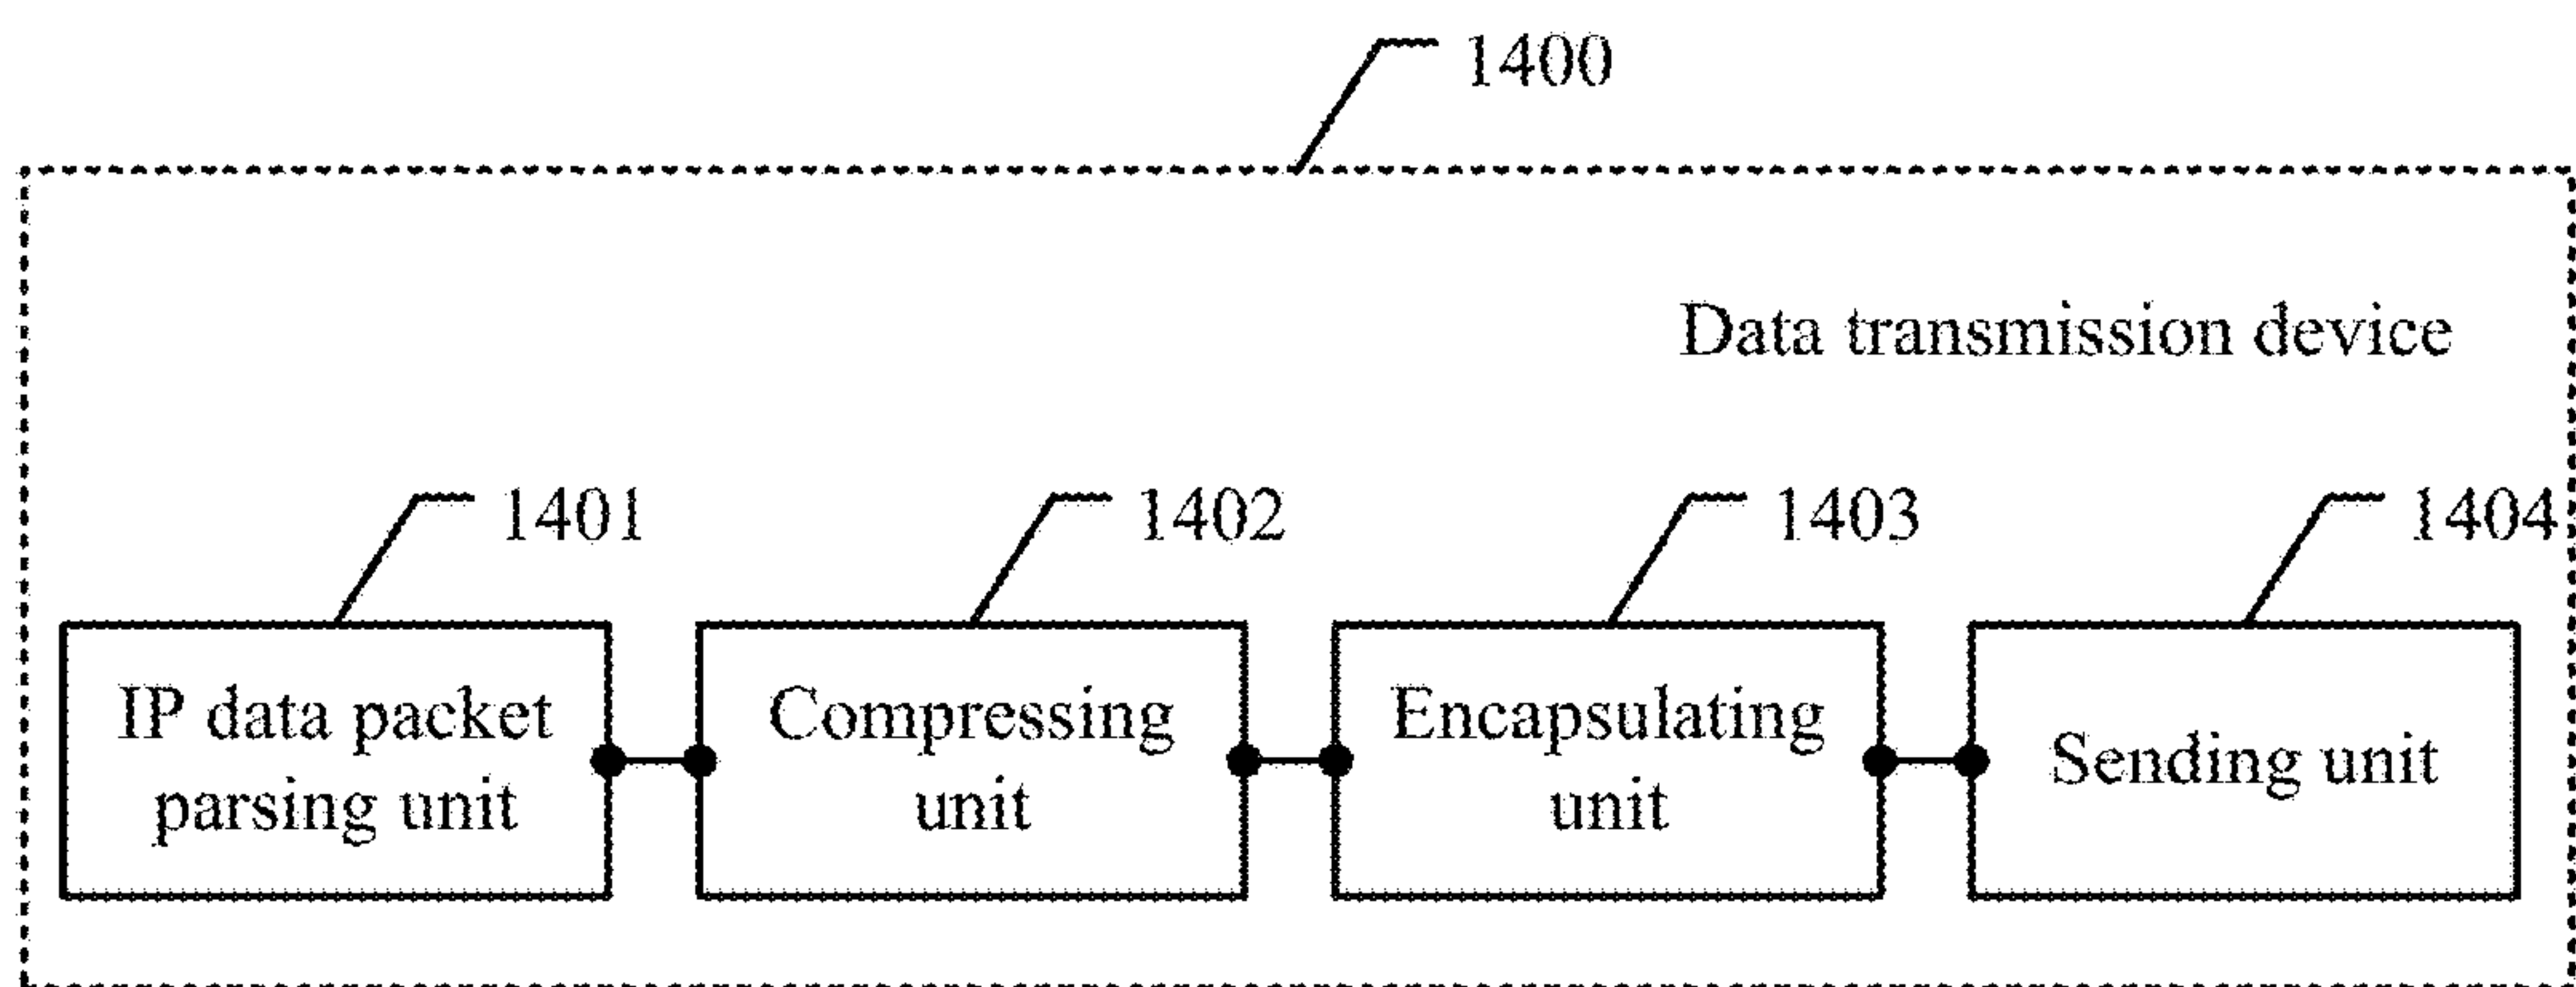 1400
Data transmission device
1401
1402
1403
1404
IP data packet
parsing unit
Compressing
unit
Encapsulating
unit
Sending unit